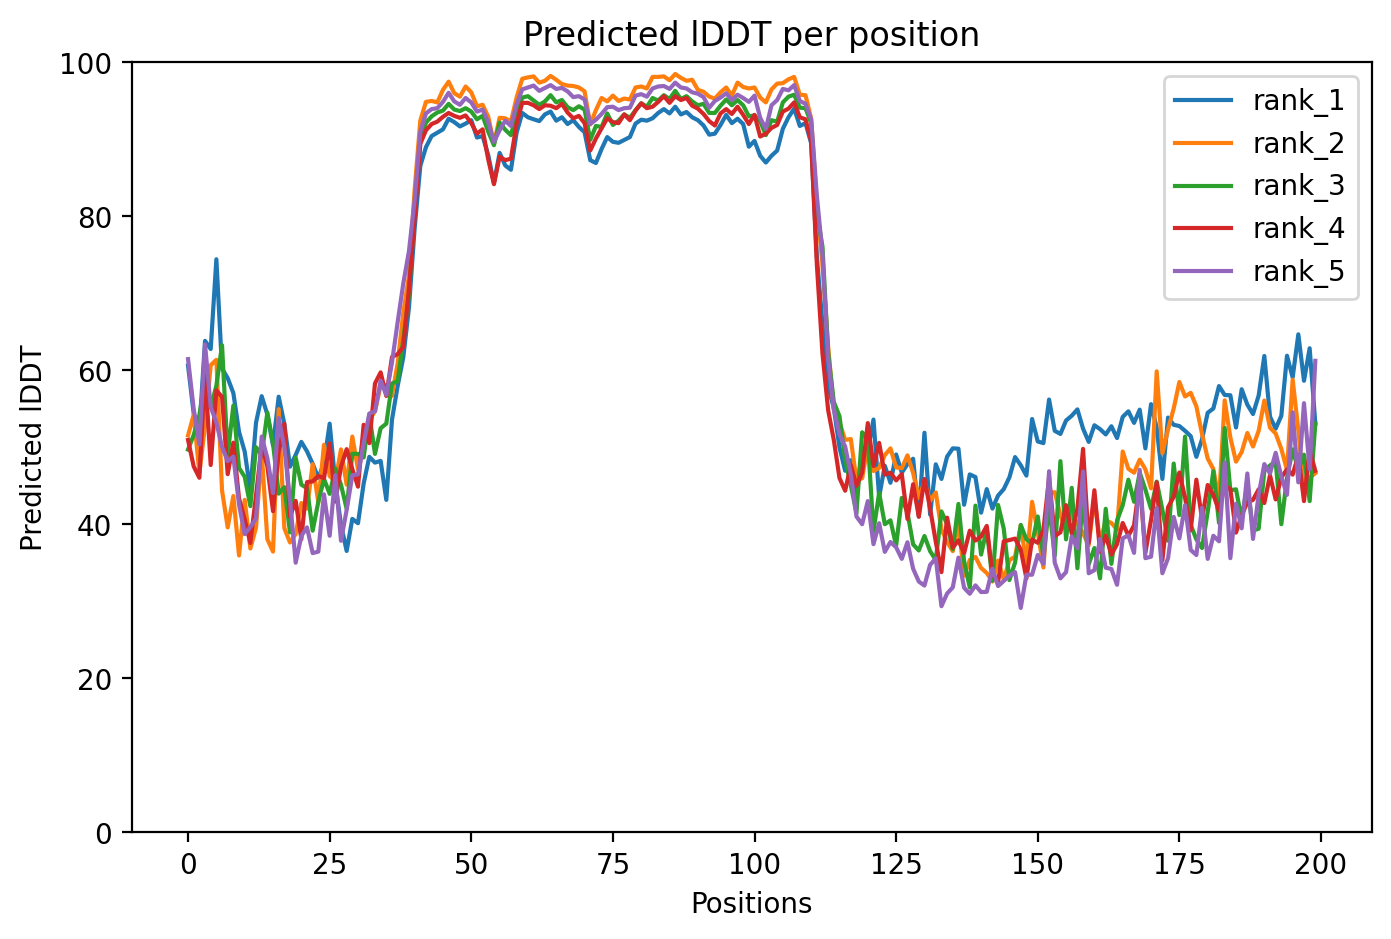 Predicted lDDT per position
100
80
60
40
20
0
Predicted lDDT
0 25 50 75 100 125 150 175 200
Positions
rank_1
rank_2
rank_3
rank_4
rank_5